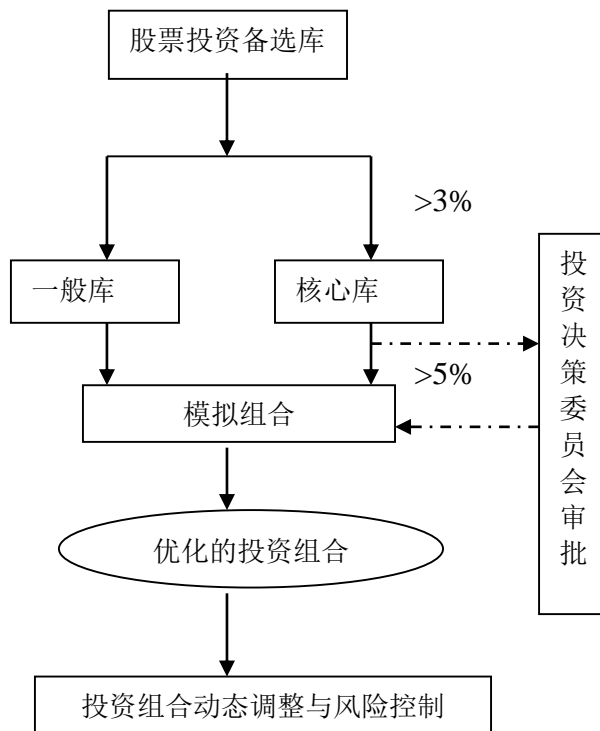 股票投资备选库
>3%
一般库
核心库
投资决策委员会审批
>5%
模拟组合
优化的投资组合
投资组合动态调整与风险控制